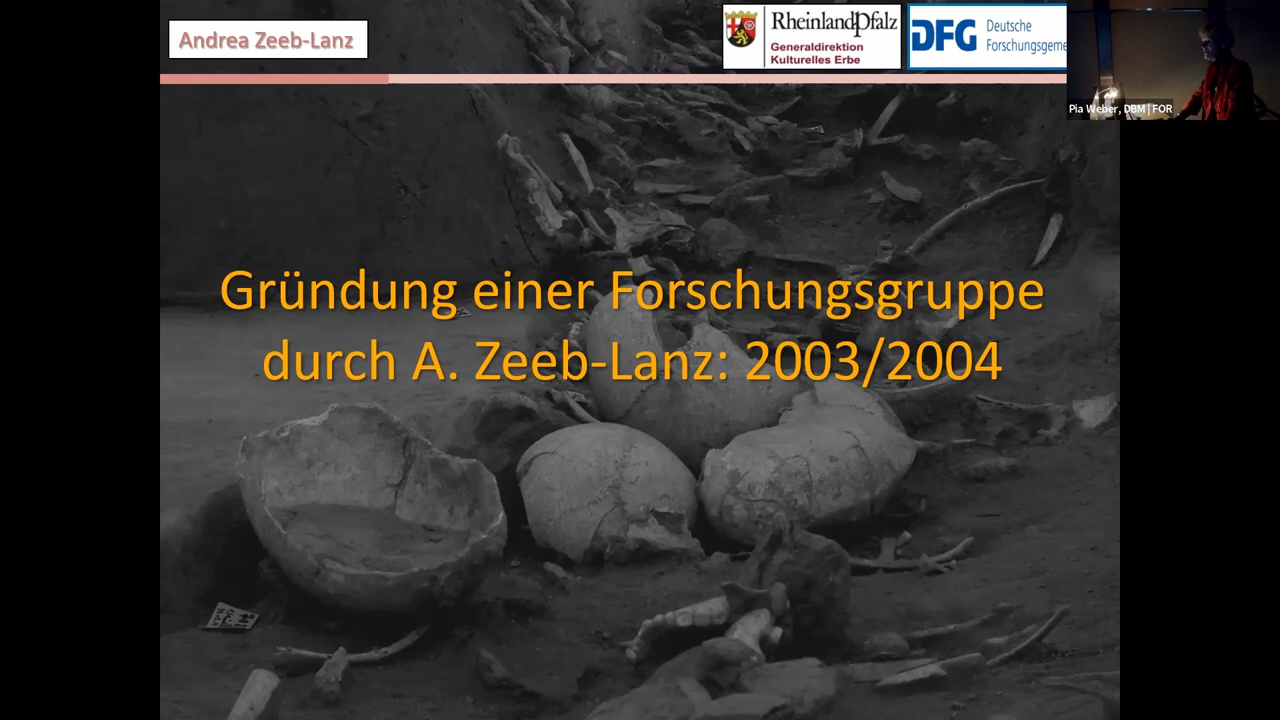 Andrea Zeeb-Lanz
RheinlandPfalz
Generaldirektion
Kulturelles Erbe
DFG
Deutsche
Forschungsgeme
Pia Weber, DBM | FOR
Gründung einer Forschungsgruppe
durch A. Zeeb-Lanz: 2003/2004